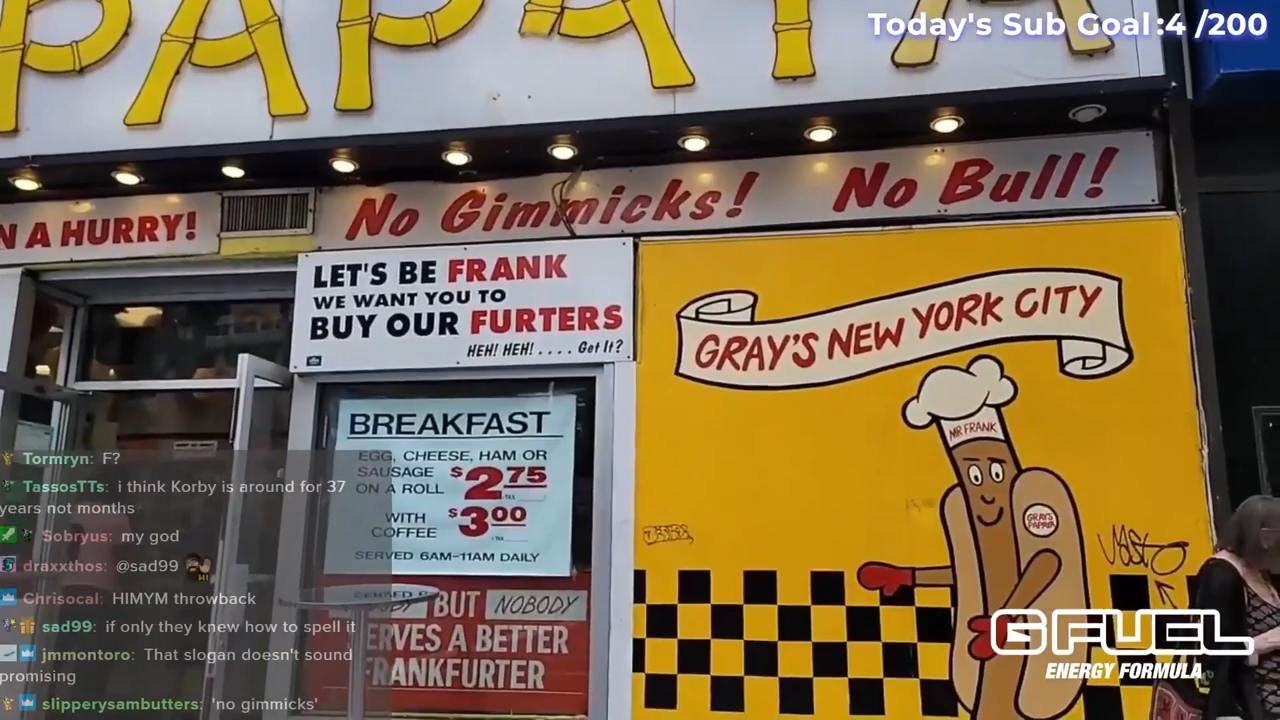 PAPAYA
Today's Sub Goal:4 /200
N A HURRY!
No Gimmicks! No Bull!
LET'S BE FRANK
WE WANT YOU TO
BUY OUR FURTERS
HEH! HEH! .... Get It?
GRAY'S NEW YORK CITY
MR FRANK
GRAYS
PAPAYA
BREAKFAST
EGG, CHEESE, HAM OR
SAUSAGE
ON A ROLL
$2.75
WITH
COFFEE
$3.00
SERVED 6AM-11AM DAILY
BUT NOBODY
ERVES A BETTER
FRANKFURTER
Tormryn: F?
TassosTTs: i think Korby is around for 37
years not months
Sobryus: my god
draxxthos: @sad99
HI
Chrisocal: HIMYM throwback
sad99: if only they knew how to spell it
jmmontoro: That slogan doesn't sound
promising
slipperysambutters: 'no gimmicks'
G FUEL
ENERGY FORMULA